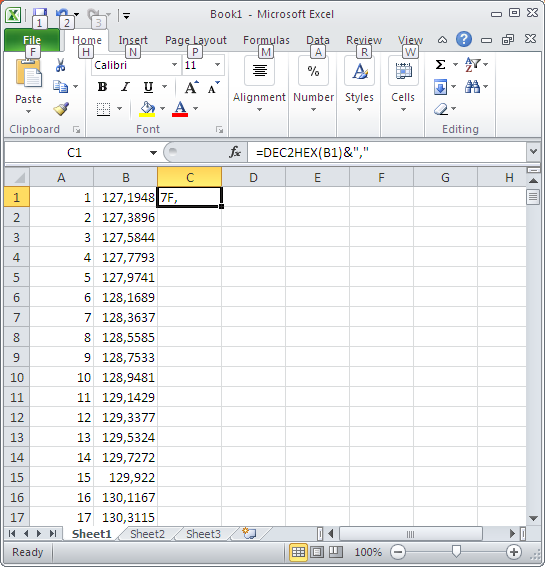 Book1 - Microsoft Excel
1 2 3
File Home Insert Page Layout Formulas Data Review View
F H N P M A R W
Calibri 11
Paste
B I U A A
Alignment Number Styles Cells
Clipboard Font Editing
C1 fx =DEC2HEX(B1)&","
A B C D E F G H
1 1 127,1948 7F,
2 2 127,3896
3 3 127,5844
4 4 127,7793
5 5 127,9741
6 6 128,1689
7 7 128,3637
8 8 128,5585
9 9 128,7533
10 10 128,9481
11 11 129,1429
12 12 129,3377
13 13 129,5324
14 14 129,7272
15 15 129,922
16 16 130,1167
17 17 130,3115
Sheet1 Sheet2 Sheet3
Ready 100%